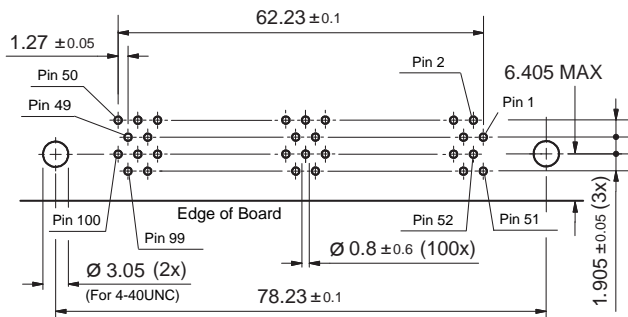 62.23 ±0.1
1.27 ±0.05
Pin 50
Pin 2
6.405 MAX
Pin 49
Pin 1
Pin 100
Edge of Board
Pin 52
Pin 51
Pin 99
Ø 0.8 ±0.6 (100x)
1.905 ±0.05 (3x)
Ø 3.05 (2x)
(For 4-40UNC)
78.23 ±0.1